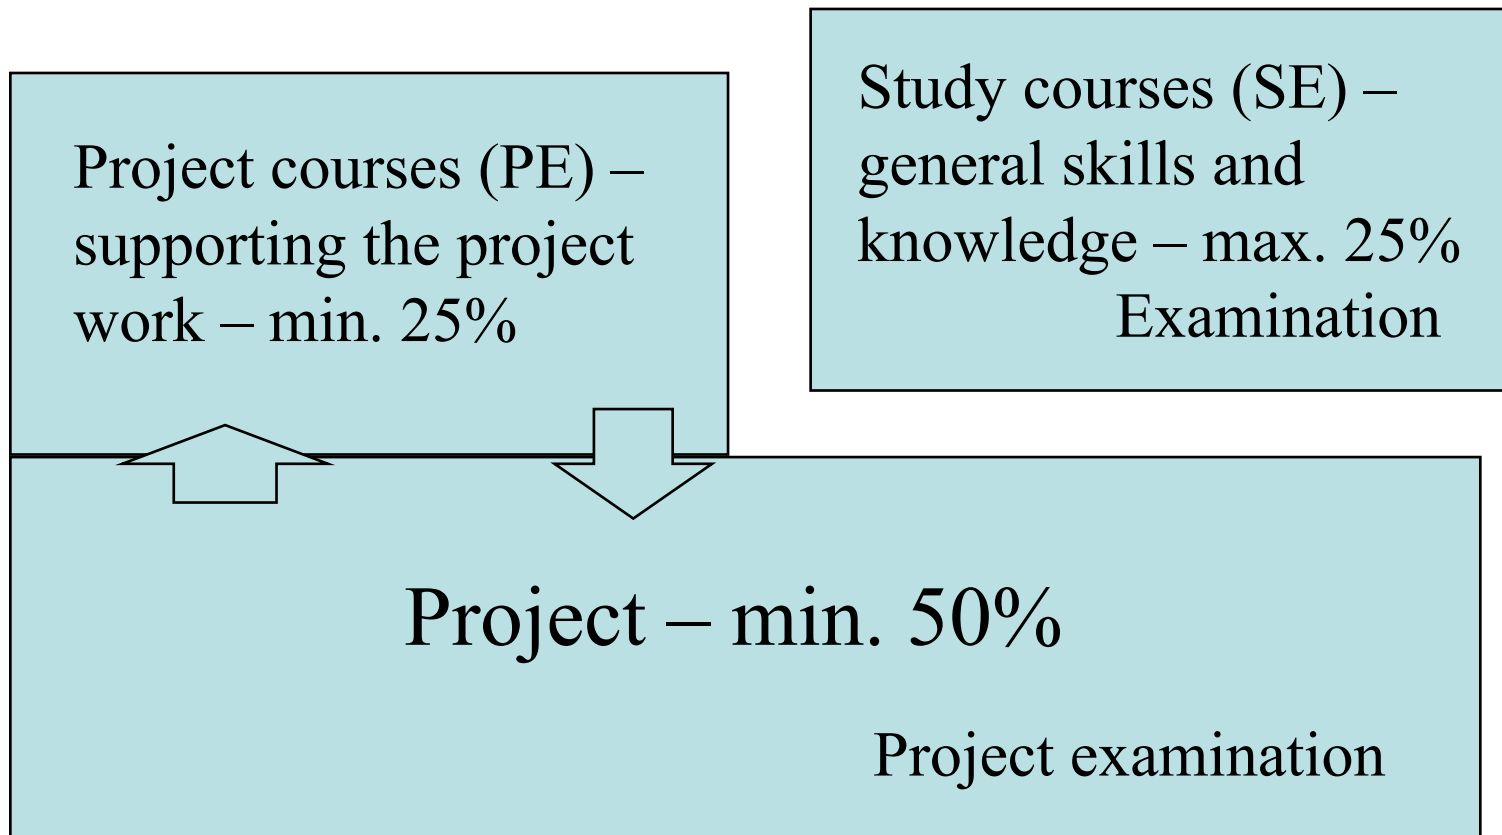 Project courses (PE) –
supporting the project
work – min. 25%
Study courses (SE) –
general skills and
knowledge – max. 25%
Examination
Project – min. 50%
Project examination